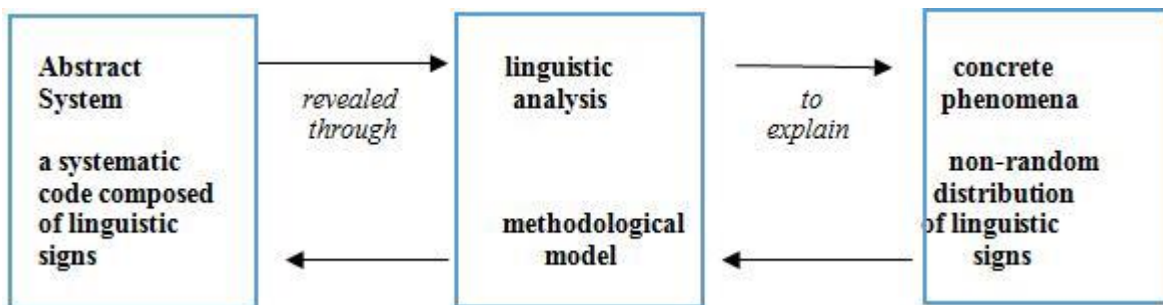 Abstract
System
a systematic
code composed
of linguistic
signs
revealed
through
linguistic
analysis
methodological
model
to
explain
concrete
phenomena
non-random
distribution
of linguistic
signs